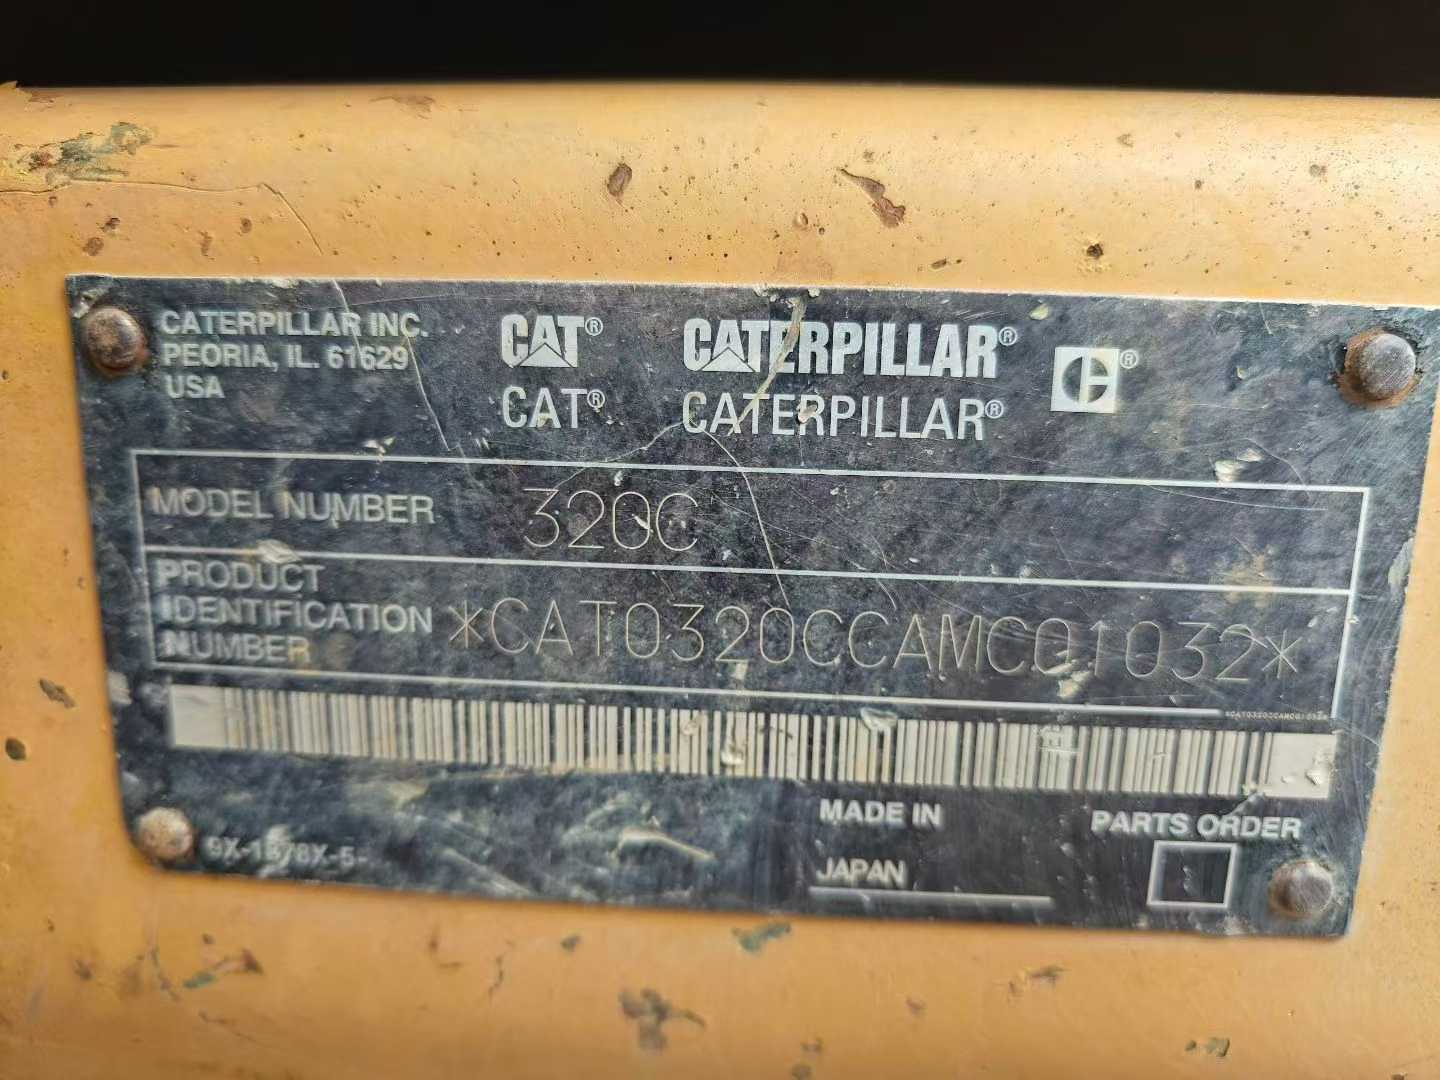 CATERPILLAR INC.
PEORIA, IL. 61629
USA
CAT® CATERPILLAR® ®
CAT® CATERPILLAR®
MODEL NUMBER 320C
PRODUCT IDENTIFICATION NUMBER *CAT0320CCAMC01032*
*CAT0320CCAMC01032*
MADE IN
JAPAN
PARTS ORDER